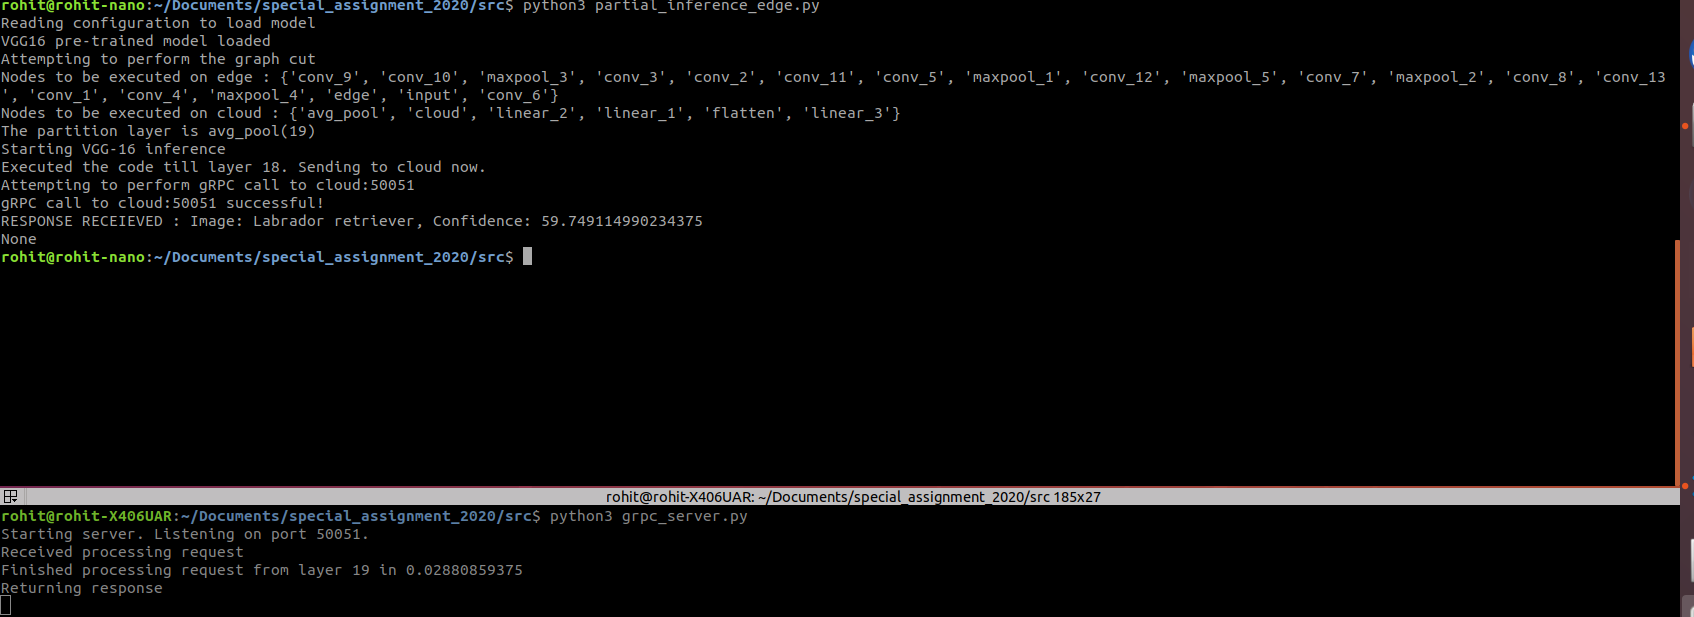 rohit@rohit-nano:~/Documents/special_assignment_2020/src$ python3 partial_inference_edge.py
Reading configuration to load model
VGG16 pre-trained model loaded
Attempting to perform the graph cut
Nodes to be executed on edge : {'conv_9', 'conv_10', 'maxpool_3', 'conv_3', 'conv_2', 'conv_11', 'conv_5', 'maxpool_1', 'conv_12', 'maxpool_5', 'conv_7', 'maxpool_2', 'conv_8', 'conv_13
', 'conv_1', 'conv_4', 'maxpool_4', 'edge', 'input', 'conv_6'}
Nodes to be executed on cloud : {'avg_pool', 'cloud', 'linear_2', 'linear_1', 'flatten', 'linear_3'}
The partition layer is avg_pool(19)
Starting VGG-16 inference
Executed the code till layer 18. Sending to cloud now.
Attempting to perform gRPC call to cloud:50051
gRPC call to cloud:50051 successful!
RESPONSE RECEIEVED : Image: Labrador retriever, Confidence: 59.749114990234375
None
rohit@rohit-nano:~/Documents/special_assignment_2020/src$
rohit@rohit-X406UAR: ~/Documents/special_assignment_2020/src 185x27
rohit@rohit-X406UAR:~/Documents/special_assignment_2020/src$ python3 grpc_server.py
Starting server. Listening on port 50051.
Received processing request
Finished processing request from layer 19 in 0.02880859375
Returning response